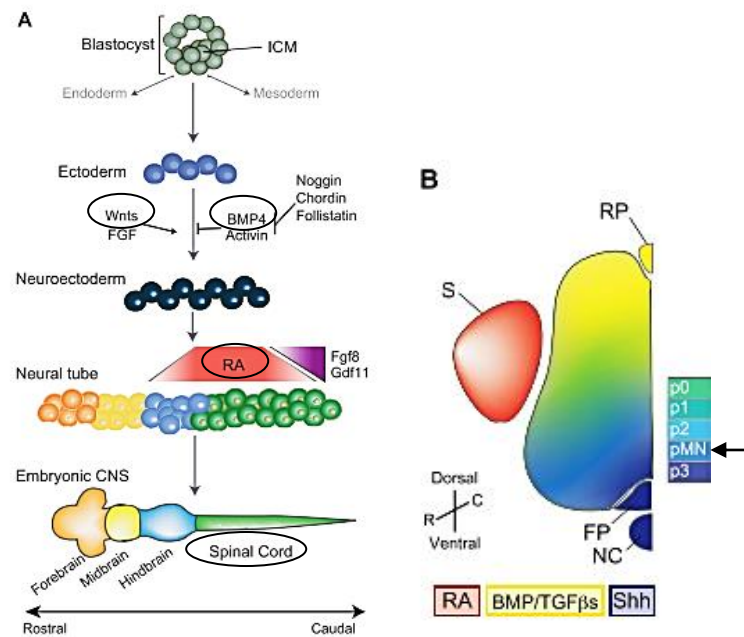 A
Blastocyst
ICM
Endoderm
Mesoderm
Ectoderm
Wnts
FGF
BMP4
Activin
Noggin
Chordin
Follistatin
Neuroectoderm
Neural tube
RA
Fgf8
Gdf11
Embryonic CNS
Forebrain
Midbrain
Hindbrain
Spinal Cord
Rostral
Caudal
B
RP
S
p0
p1
p2
pMN
p3
Dorsal
R
C
Ventral
FP
NC
RA
BMP/TGFβs
Shh